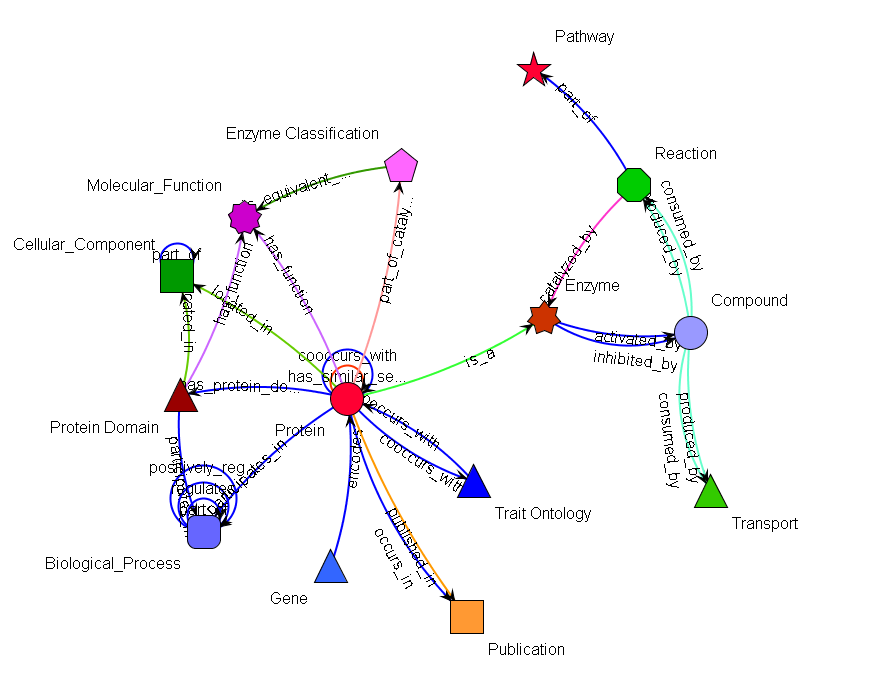 Pathway
part_of
Enzyme Classification
Reaction
Molecular_Function
equivalent_...
consumed_by
produced_by
Cellular_Component
part_of
has_function
has_function
part_of_cataly...
catalyzed_by
Enzyme
Compound
located_in
activated_by
inhibited_by
cooccurs_with
is_a
has_similar_se...
has_protein_do...
Protein Domain
Protein
cooccurs_with
cooccurs_with
produced_by
consumed_by
positively_reg...
regulates
part_of
encodes
Trait Ontology
Transport
published_in
occurs_in
Biological_Process
Gene
Publication